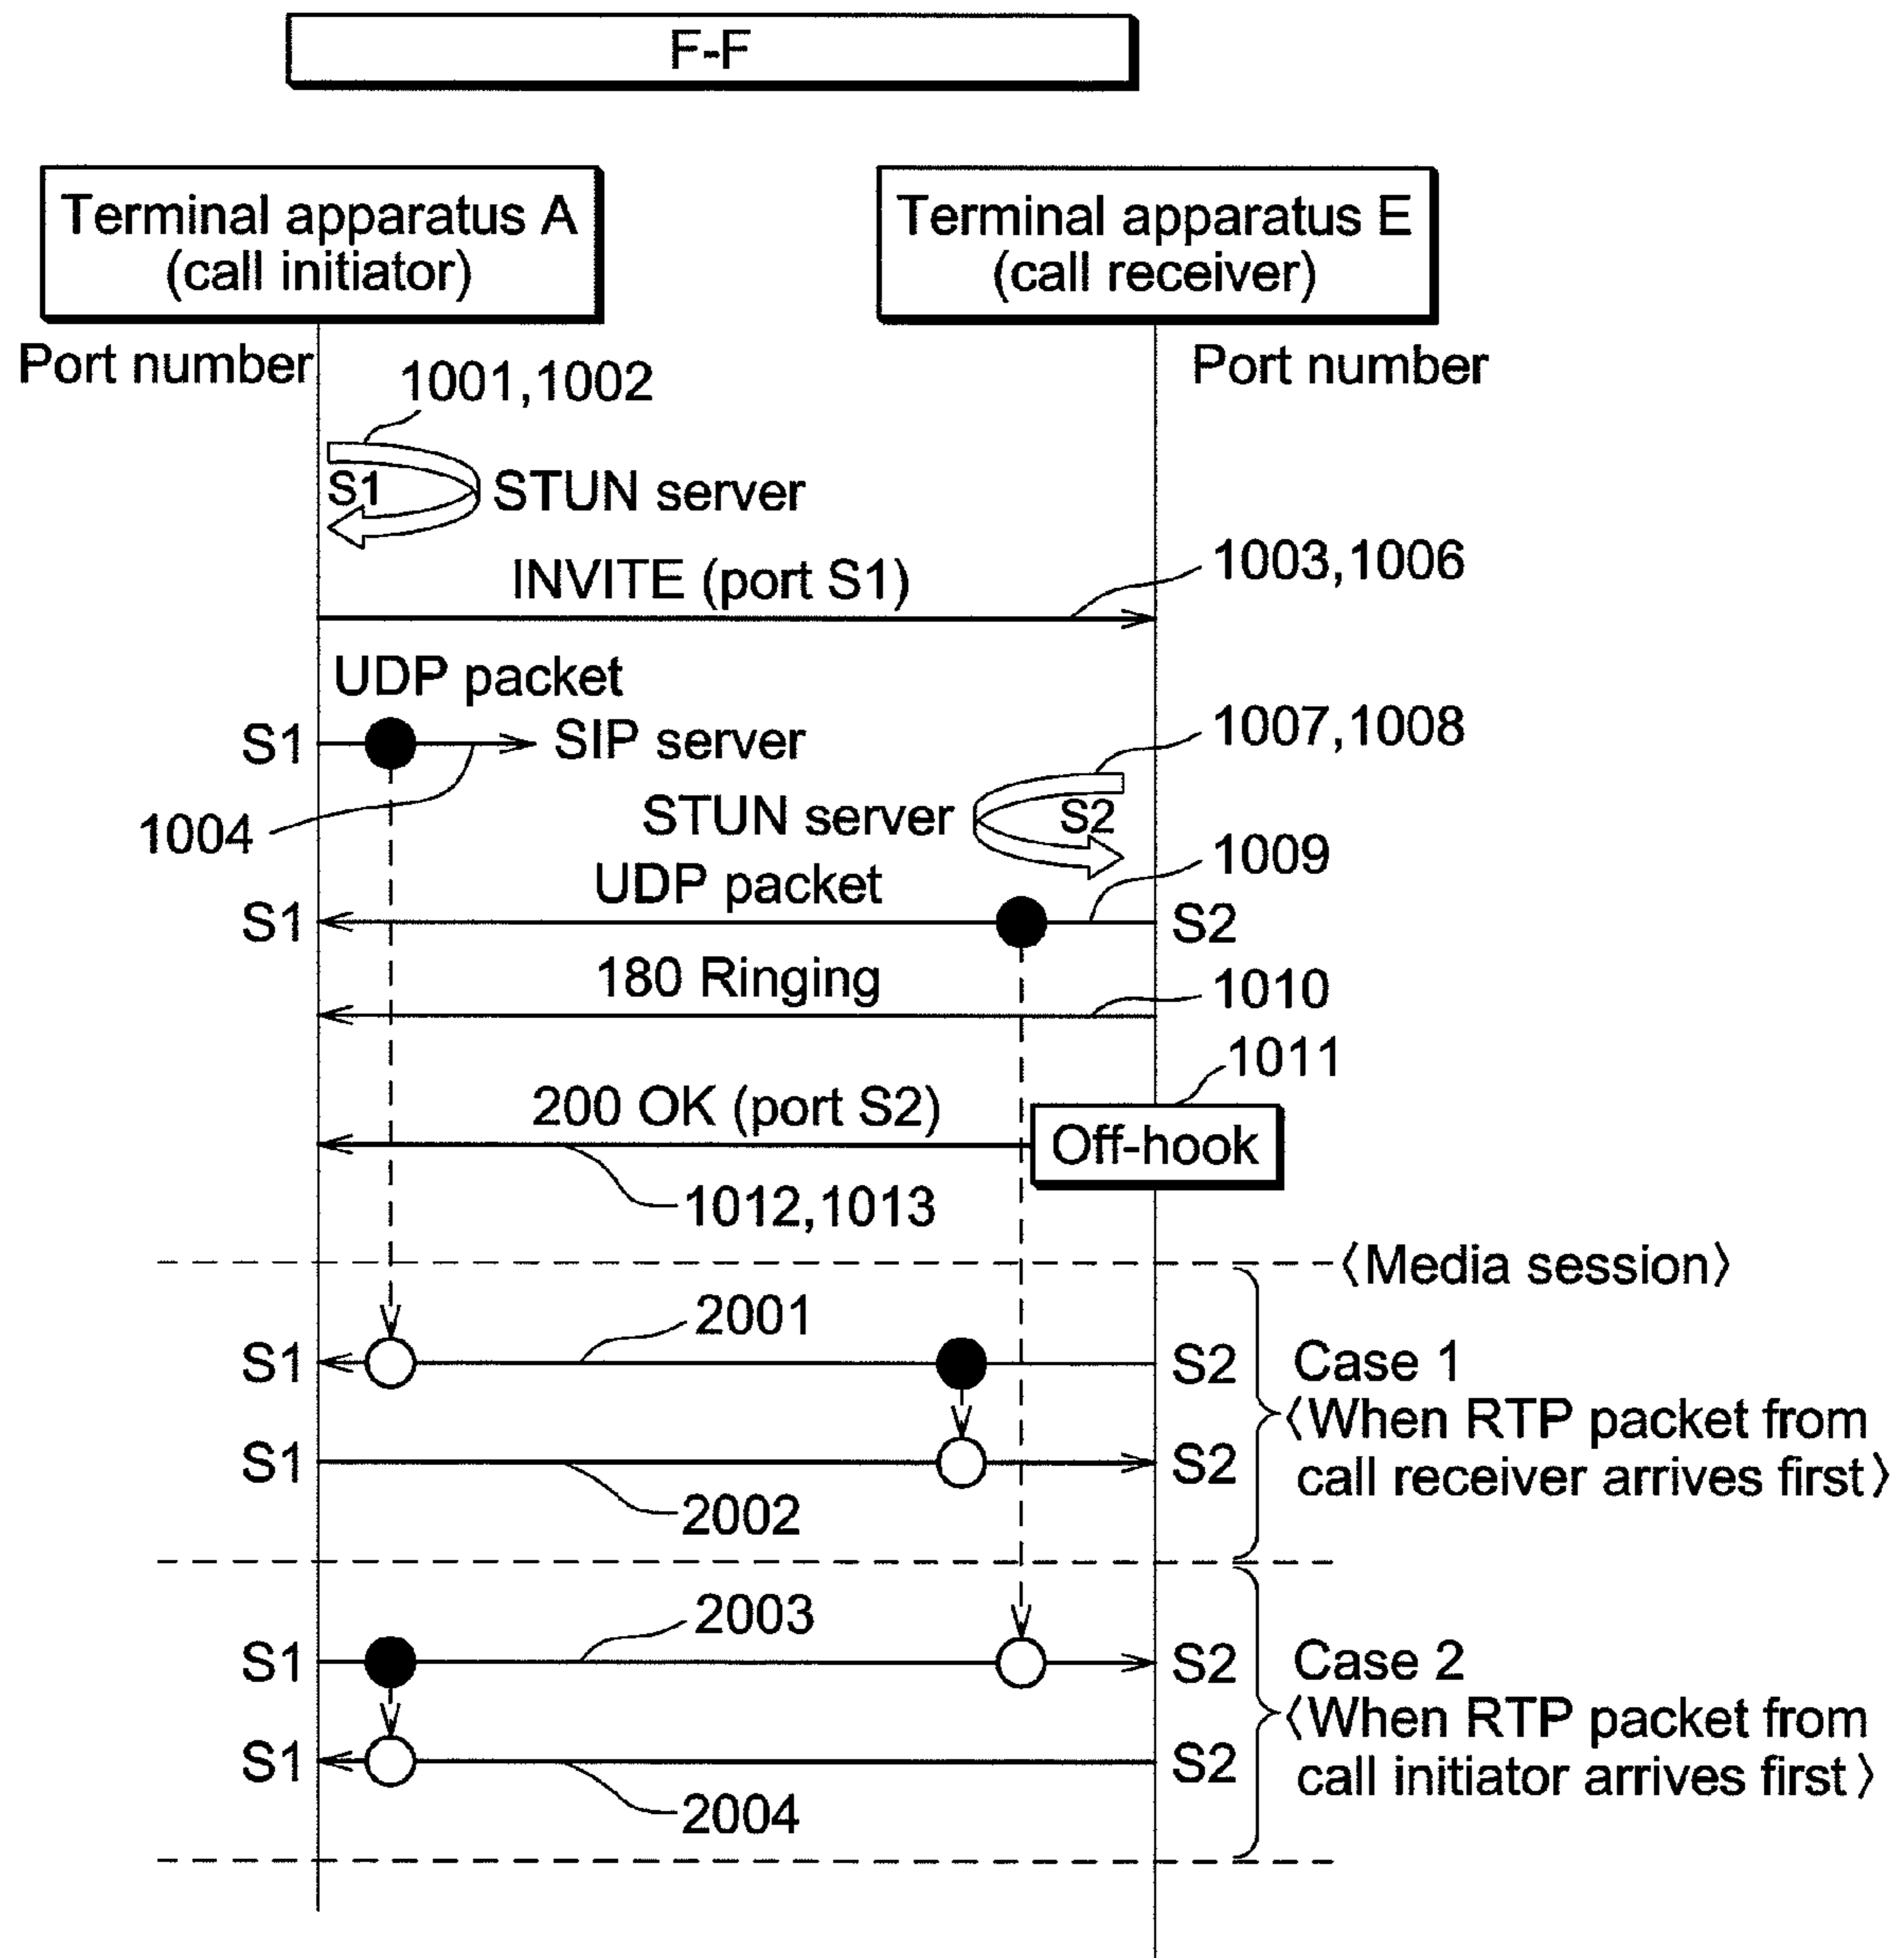 F-F
Terminal apparatus A
(call initiator)
Terminal apparatus E
(call receiver)
Port number
Port number
1001,1002
S1
STUN server
INVITE (port S1)
1003,1006
UDP packet
S1
SIP server
1004
1007,1008
STUN server
S2
1009
UDP packet
S1
S2
180 Ringing
1010
1011
200 OK (port S2)
Off-hook
1012,1013
〈Media session〉
2001
S1
S2
Case 1
〈When RTP packet from
call receiver arrives first〉
S1
S2
2002
2003
S1
S2
Case 2
〈When RTP packet from
call initiator arrives first〉
S1
S2
2004